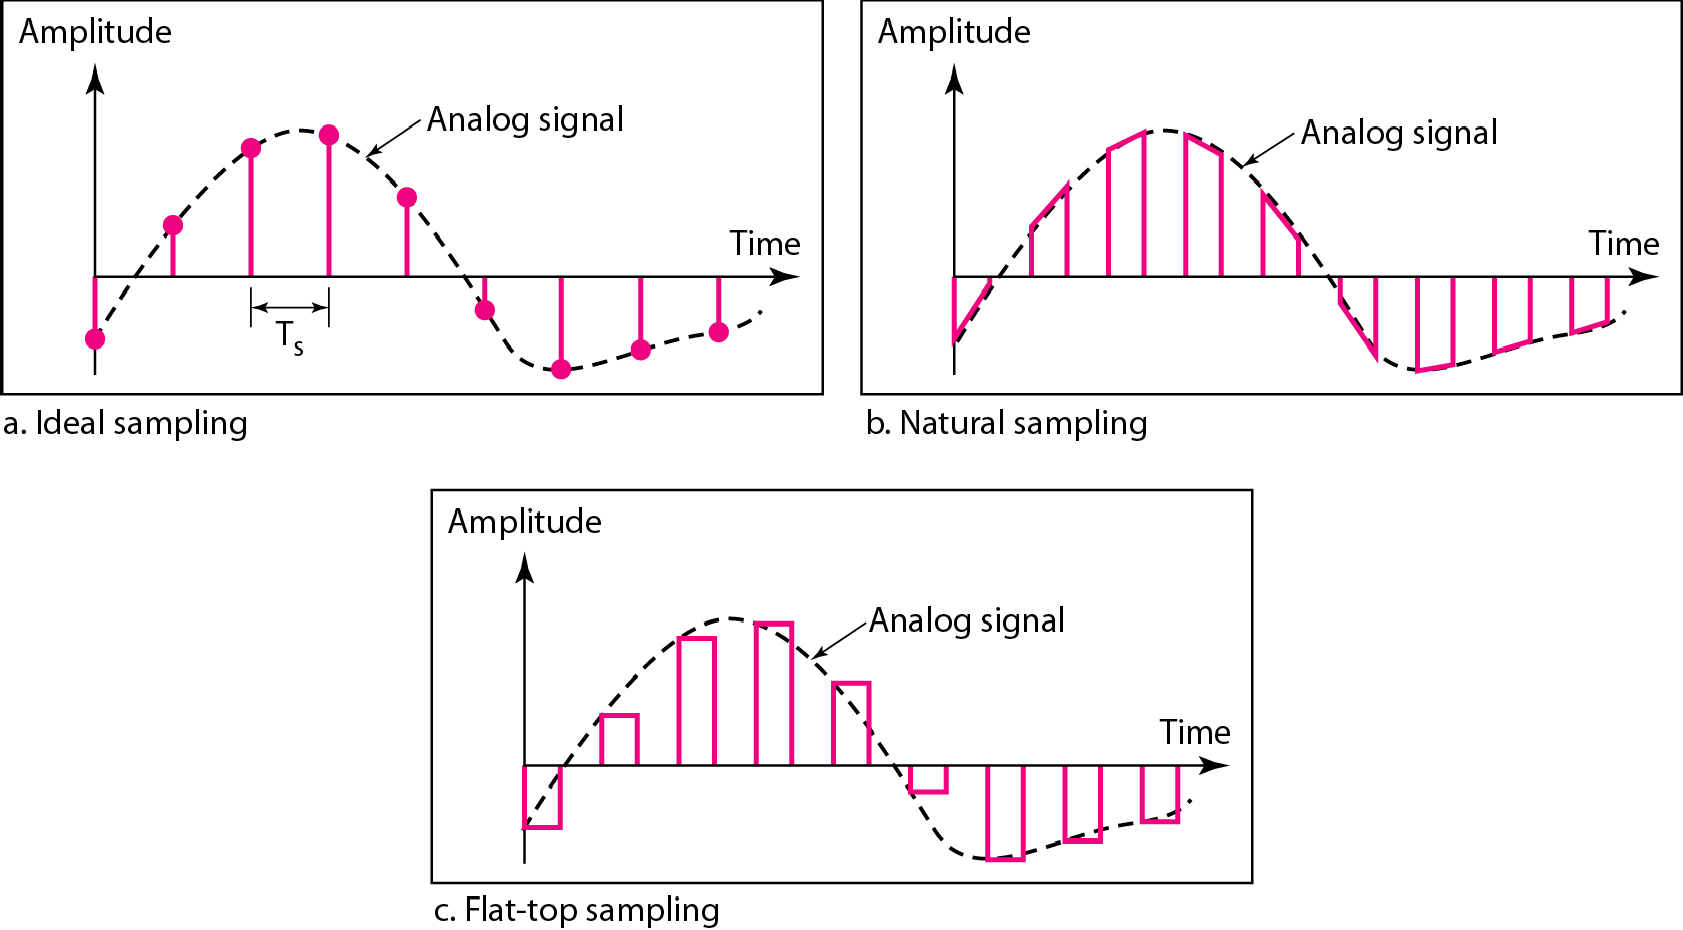 Amplitude
Analog signal
Time
Ts
a. Ideal sampling
Amplitude
Analog signal
Time
b. Natural sampling
Amplitude
Analog signal
Time
c. Flat-top sampling